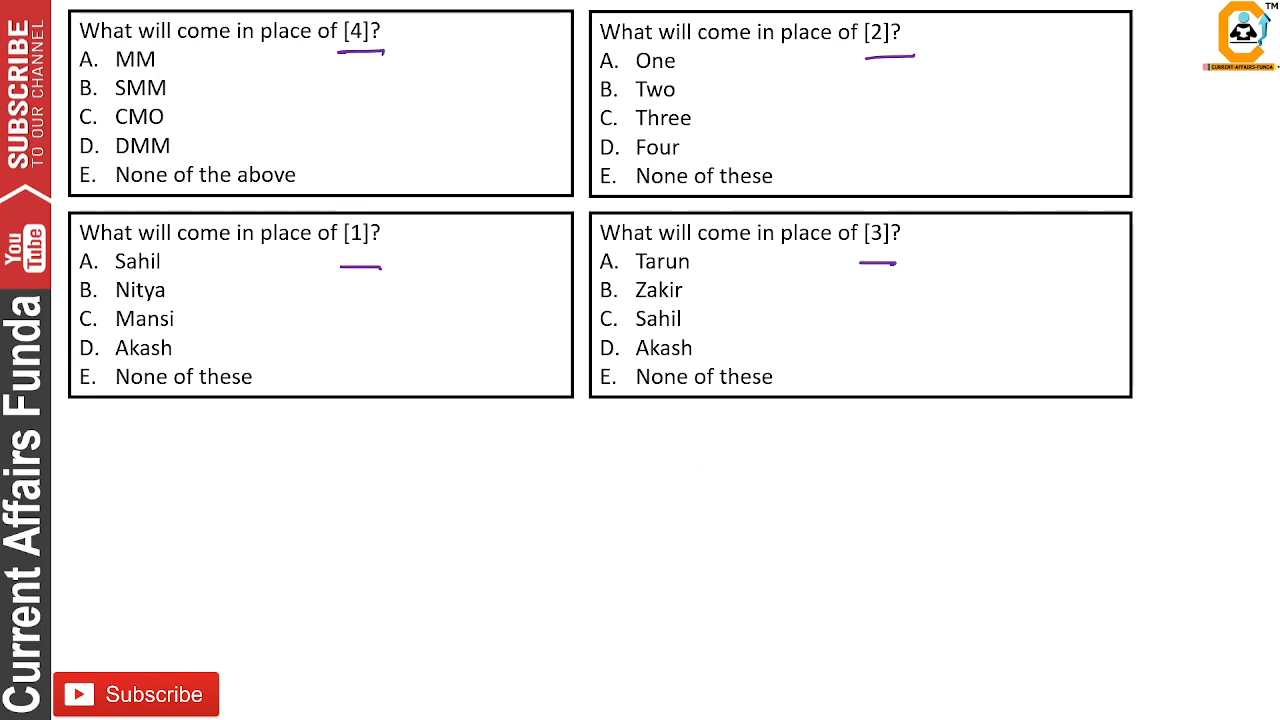 What will come in place of [4]?
A. MM
B. SMM
C. CMO
D. DMM
E. None of the above
What will come in place of [2]?
A. One
B. Two
C. Three
D. Four
E. None of these
What will come in place of [1]?
A. Sahil
B. Nitya
C. Mansi
D. Akash
E. None of these
What will come in place of [3]?
A. Tarun
B. Zakir
C. Sahil
D. Akash
E. None of these
SUBSCRIBE
TO OUR CHANNEL
You
Tube
Current Affairs Funda
Subscribe
TM
CURRENT-AFFAIRS-FUNDA